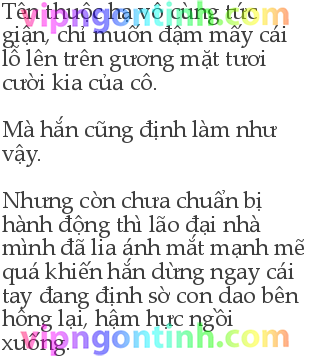 Tên thuộc hạ vô cùng tức
giận, chỉ muốn đậm mấy cái
lỗ lên trên gương mặt tươi
cười kia của cô.
Mà hắn cũng định làm như
vậy.
Nhưng còn chưa chuẩn bị
hành động thì lão đại nhà
mình đã lia ánh mắt mạnh mẽ
quá khiến hắn dừng ngay cái
tay đang định sờ con dao bên
hông lại, hậm hực ngồi
xuống.
vipngontinh.com
vipngontinh.com